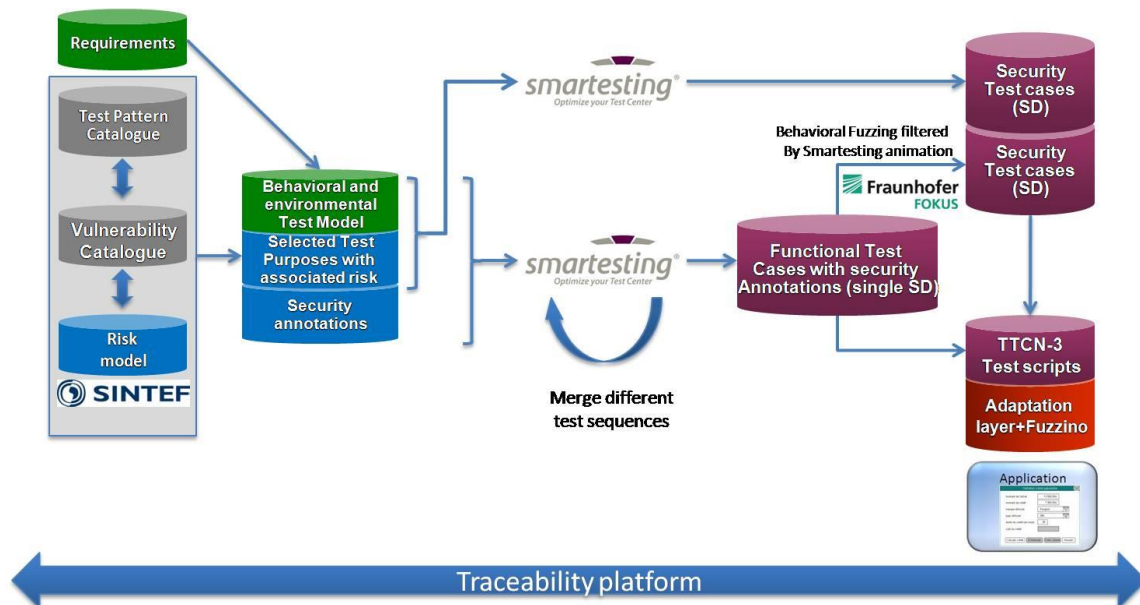 Requirements
Test Pattern
Catalogue
Vulnerability
Catalogue
Risk
model
SINTEF
Behavioral and
environmental
Test Model
Selected Test
Purposes with
associated risk
Security
annotations
smartesting®
Optimize your Test Center
smartesting®
Optimize your Test Center
Merge different
test sequences
Behavioral Fuzzing filtered
By Smartesting animation
Fraunhofer
FOKUS
Functional Test
Cases with security
Annotations (single SD)
Security
Test cases
(SD)
Security
Test cases
(SD)
TTCN-3
Test scripts
Adaptation
layer+Fuzzino
Application
Traceability platform